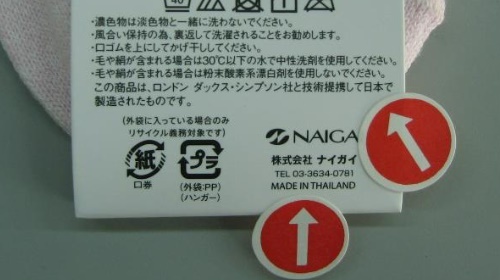 40
・濃色物は淡色物と一緒に洗わないでください。
・風合い保持の為、裏返して洗濯されることをお勧めします。
・口ゴムを上にしてかげ干ししてください。
・毛や絹が含まれる場合は30℃以下の水で中性洗剤を使用してください。
・毛や絹が含まれる場合は粉末酸素系漂白剤は使用しないでください。
この商品は、ロンドン ダックス・シンプソン社と技術提携して日本で
製造されたものです。
(外袋に入っている場合のみ
リサイクル義務対象です)
紙
口券
プラ
(外袋:PP)
(ハンガー)
NAIGA
株式会社 ナイガイ
TEL 03-3634-0781
MADE IN THAILAND